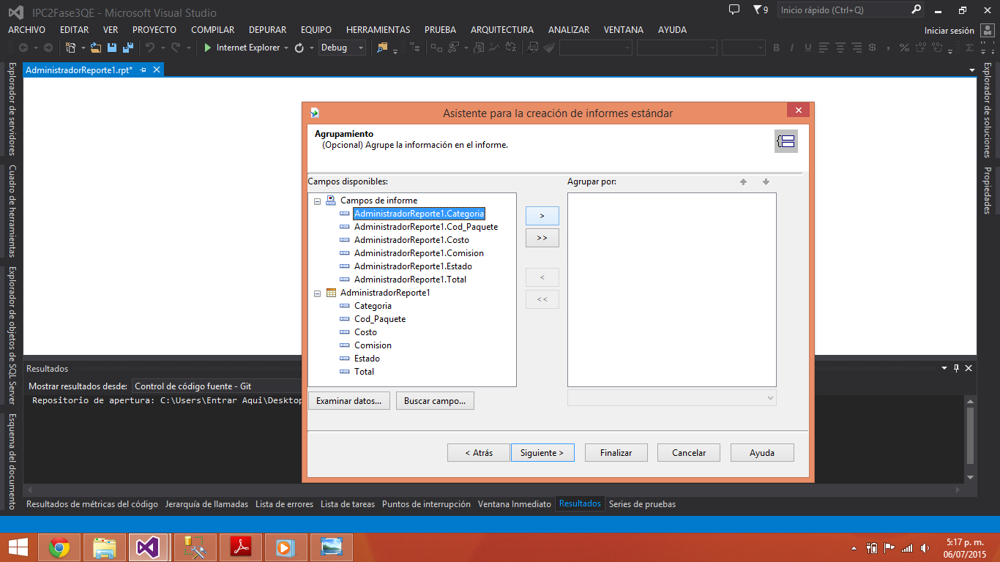 IPC2Fase3QE - Microsoft Visual Studio
9
Inicio rápido (Ctrl+Q)
ARCHIVO EDITAR VER PROYECTO COMPILAR DEPURAR EQUIPO HERRAMIENTAS PRUEBA ARQUITECTURA ANALIZAR VENTANA AYUDA
Iniciar sesión
Internet Explorer
Debug
AdministradorReporte1.rpt*
Explorador de servidores
Cuadro de herramientas
Explorador de objetos de SQL Server
Esquema del documento
Explorador de soluciones
Propiedades
Asistente para la creación de informes estándar
Agrupamiento
(Opcional) Agrupe la información en el informe.
Campos disponibles:
Campos de informe
AdministradorReporte1.Categoria
AdministradorReporte1.Cod_Paquete
AdministradorReporte1.Costo
AdministradorReporte1.Comision
AdministradorReporte1.Estado
AdministradorReporte1.Total
AdministradorReporte1
Categoria
Cod_Paquete
Costo
Comision
Estado
Total
>
>>
<
<<
Agrupar por:
Examinar datos...
Buscar campo...
< Atrás
Siguiente >
Finalizar
Cancelar
Ayuda
Resultados
Mostrar resultados desde: Control de código fuente - Git
Repositorio de apertura: C:\Users\Entrar Aqui\Desktop
Resultados de métricas del código Jerarquía de llamadas Lista de errores Lista de tareas Puntos de interrupción Ventana Inmediato Resultados Series de pruebas
5:17 p. m.
06/07/2015